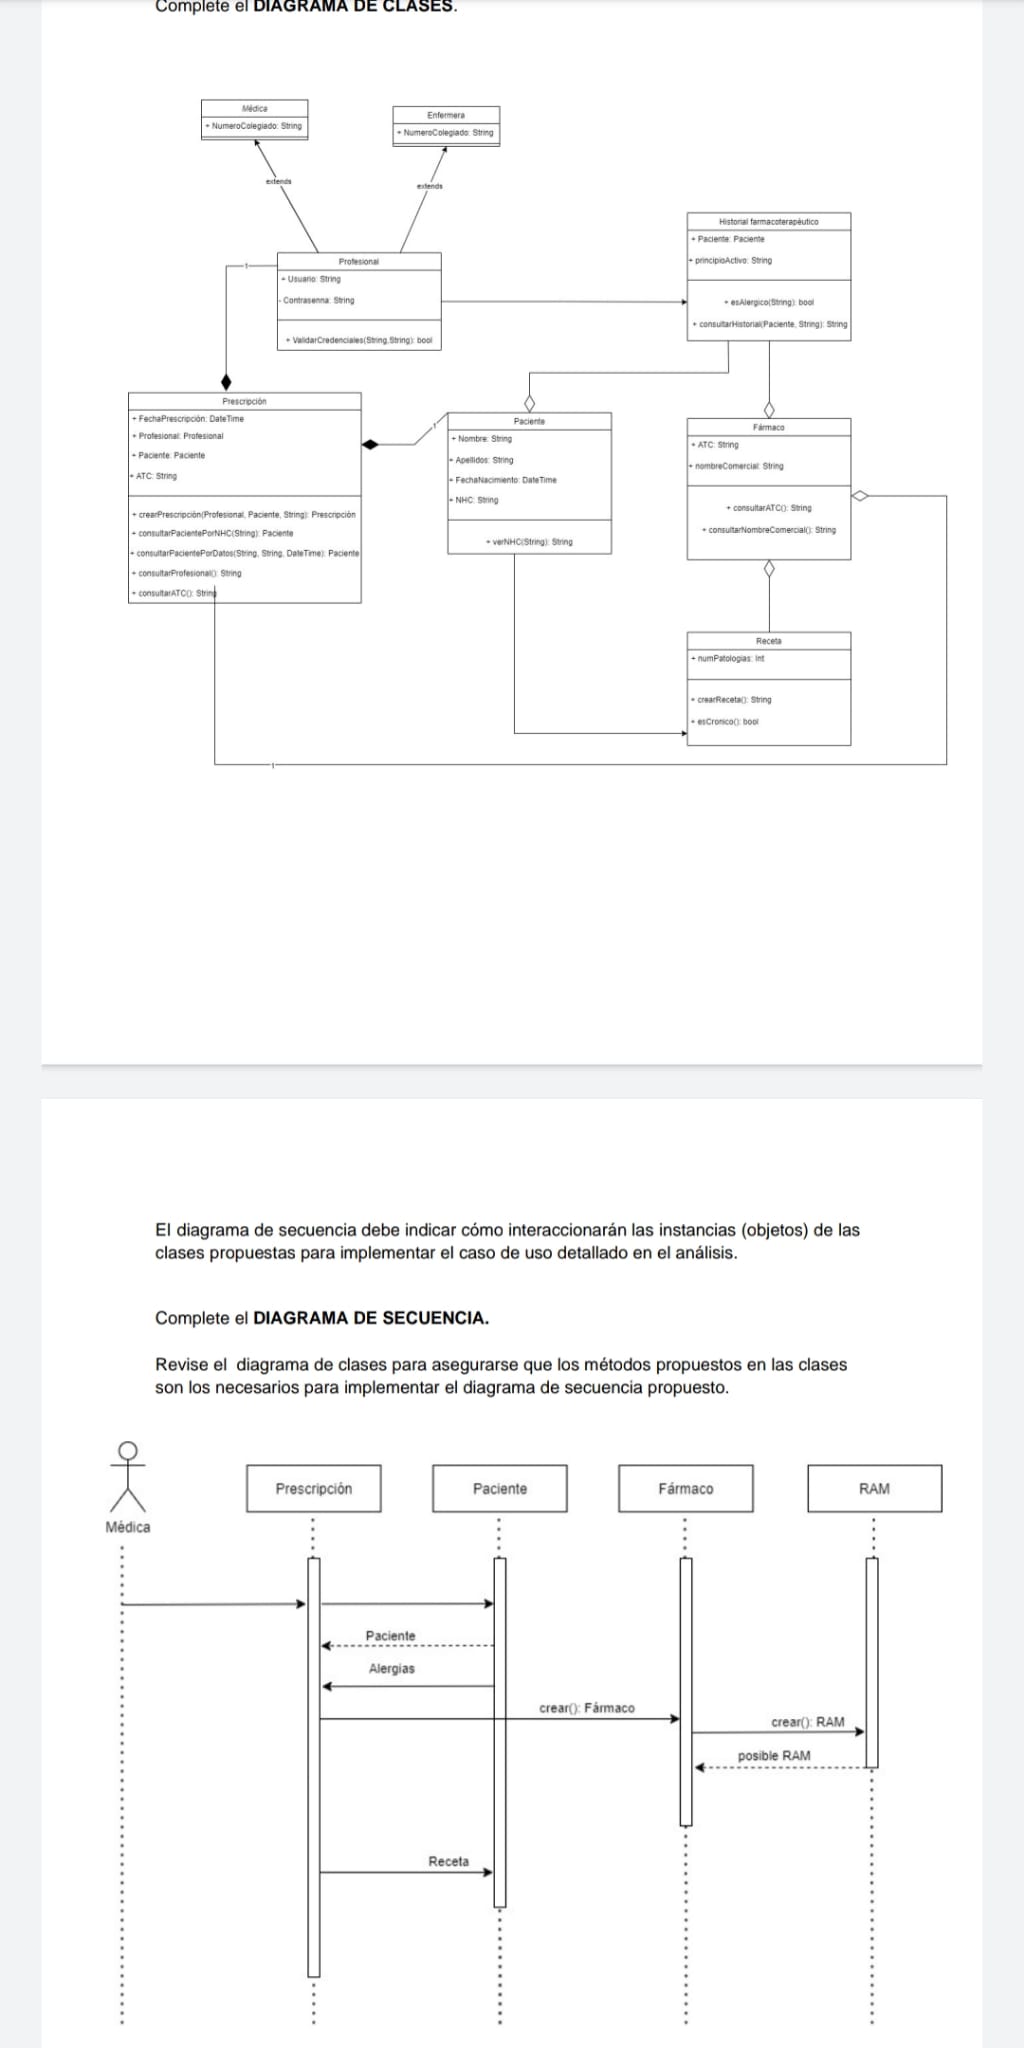 Complete el DIAGRAMA DE CLASES.
Médica
+ NumeroColegiado: String
Enfermera
+ NumeroColegiado: String
extends
extends
Historial farmacoterapéutico
+ Paciente: Paciente
+ principioActivo: String
+ esAlergico(String): bool
+ consultarHistorial(Paciente, String): String
Profesional
+ Usuario: String
- Contrasenna: String
+ ValidarCredenciales(String,String): bool
1
Prescripción
+ FechaPrescripción: DateTime
+ Profesional: Profesional
+ Paciente: Paciente
+ ATC: String
+ crearPrescripción(Profesional, Paciente, String): Prescripción
+ consultarPacientePorNHC(String): Paciente
+ consultarPacientePorDatos(String, String, DateTime): Paciente
+ consultarProfesional(): String
+ consultarATC(): String
1
Paciente
+ Nombre: String
+ Apellidos: String
+ FechaNacimiento: DateTime
+ NHC: String
+ verNHC(String): String
Fármaco
+ ATC: String
+ nombreComercial: String
+ consultarATC(): String
+ consultarNombreComercial(): String
Receta
+ numPatologias: Int
+ crearReceta(): String
+ esCronico(): bool
1
El diagrama de secuencia debe indicar cómo interaccionarán las instancias (objetos) de las
clases propuestas para implementar el caso de uso detallado en el análisis.
Complete el DIAGRAMA DE SECUENCIA.
Revise el diagrama de clases para asegurarse que los métodos propuestos en las clases
son los necesarios para implementar el diagrama de secuencia propuesto.
Médica
Prescripción
Paciente
Fármaco
RAM
Paciente
Alergias
crear(): Fármaco
crear(): RAM
posible RAM
Receta